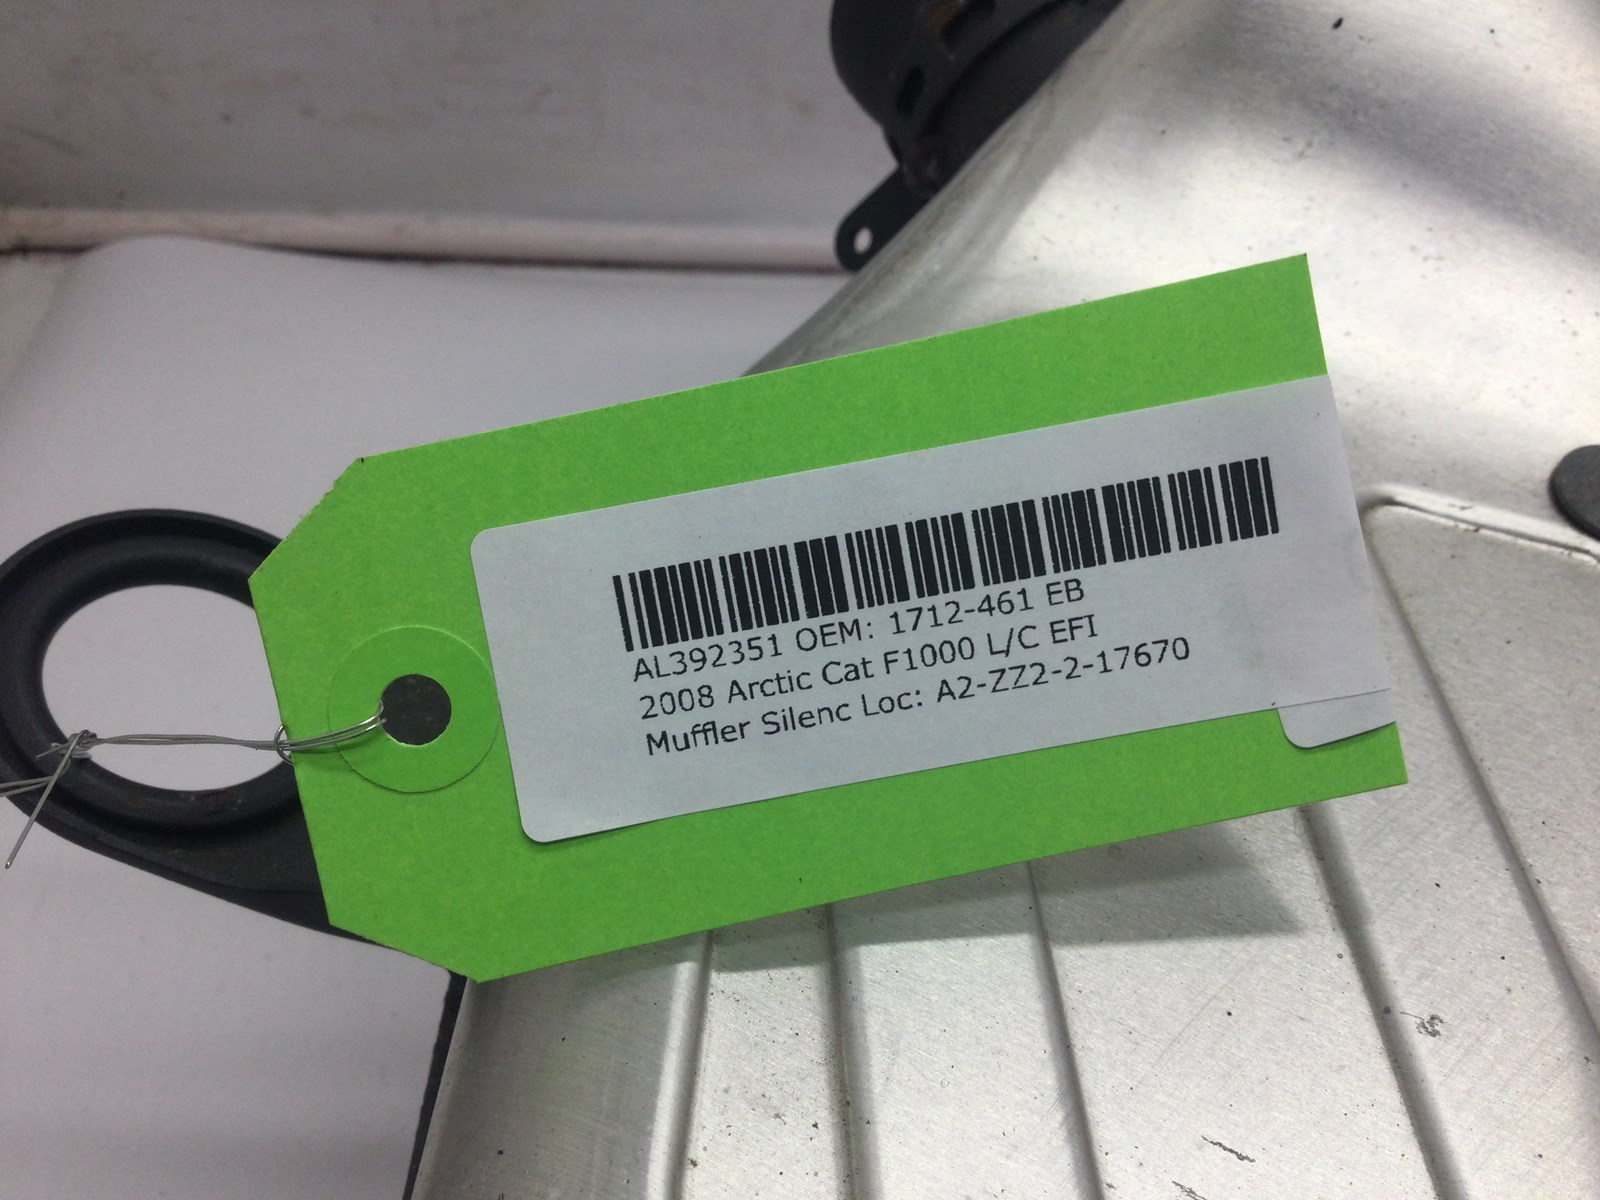 AL392351 OEM: 1712-461 EB
2008 Arctic Cat F1000 L/C EFI
Muffler Silenc Loc: A2-ZZ2-2-17670